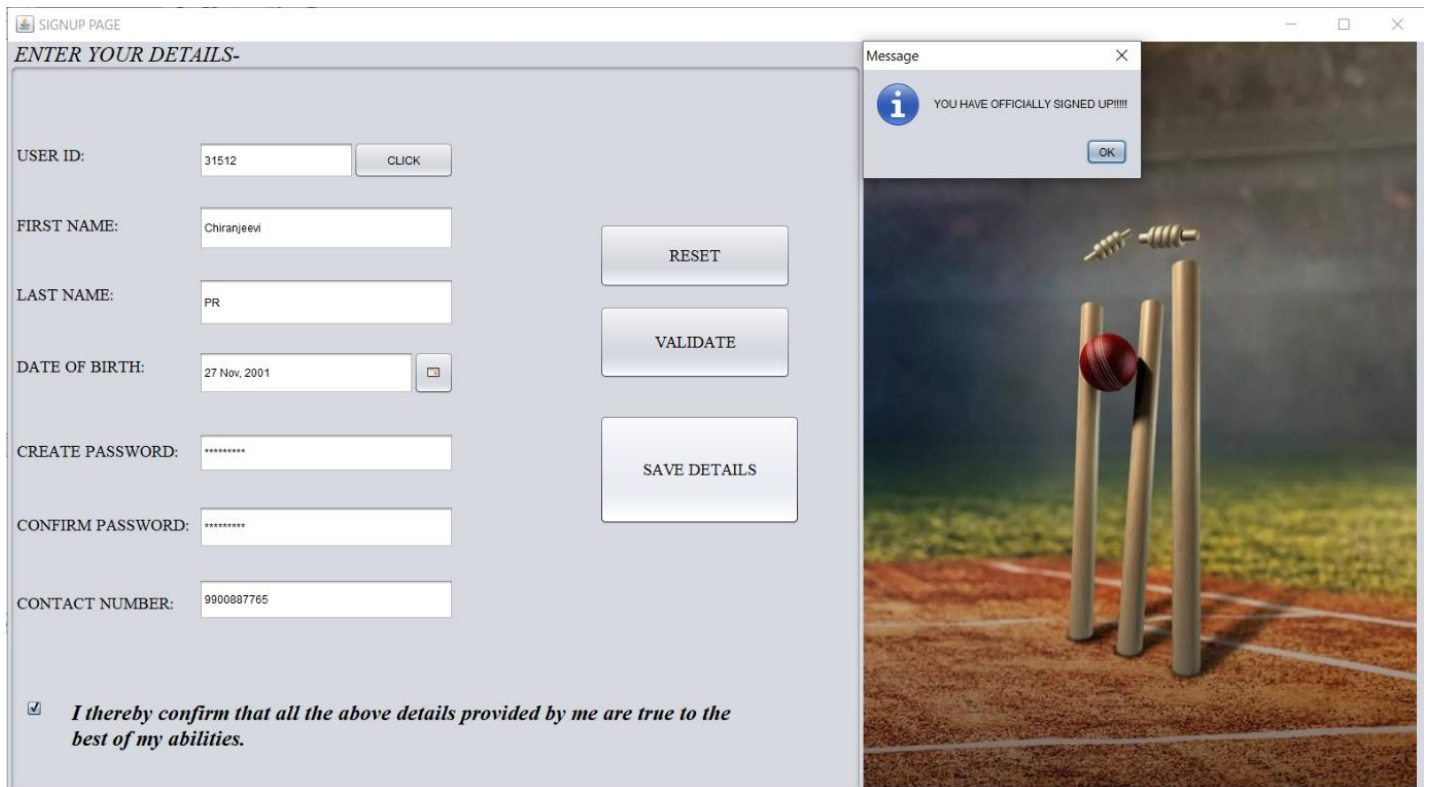 SIGNUP PAGE
ENTER YOUR DETAILS-
Message
YOU HAVE OFFICIALLY SIGNED UP!!!!!
OK
USER ID:
31512
CLICK
FIRST NAME:
Chiranjeevi
LAST NAME:
PR
DATE OF BIRTH:
27 Nov, 2001
CREATE PASSWORD:
*********
CONFIRM PASSWORD:
*********
CONTACT NUMBER:
9900887765
RESET
VALIDATE
SAVE DETAILS
I thereby confirm that all the above details provided by me are true to the
best of my abilities.